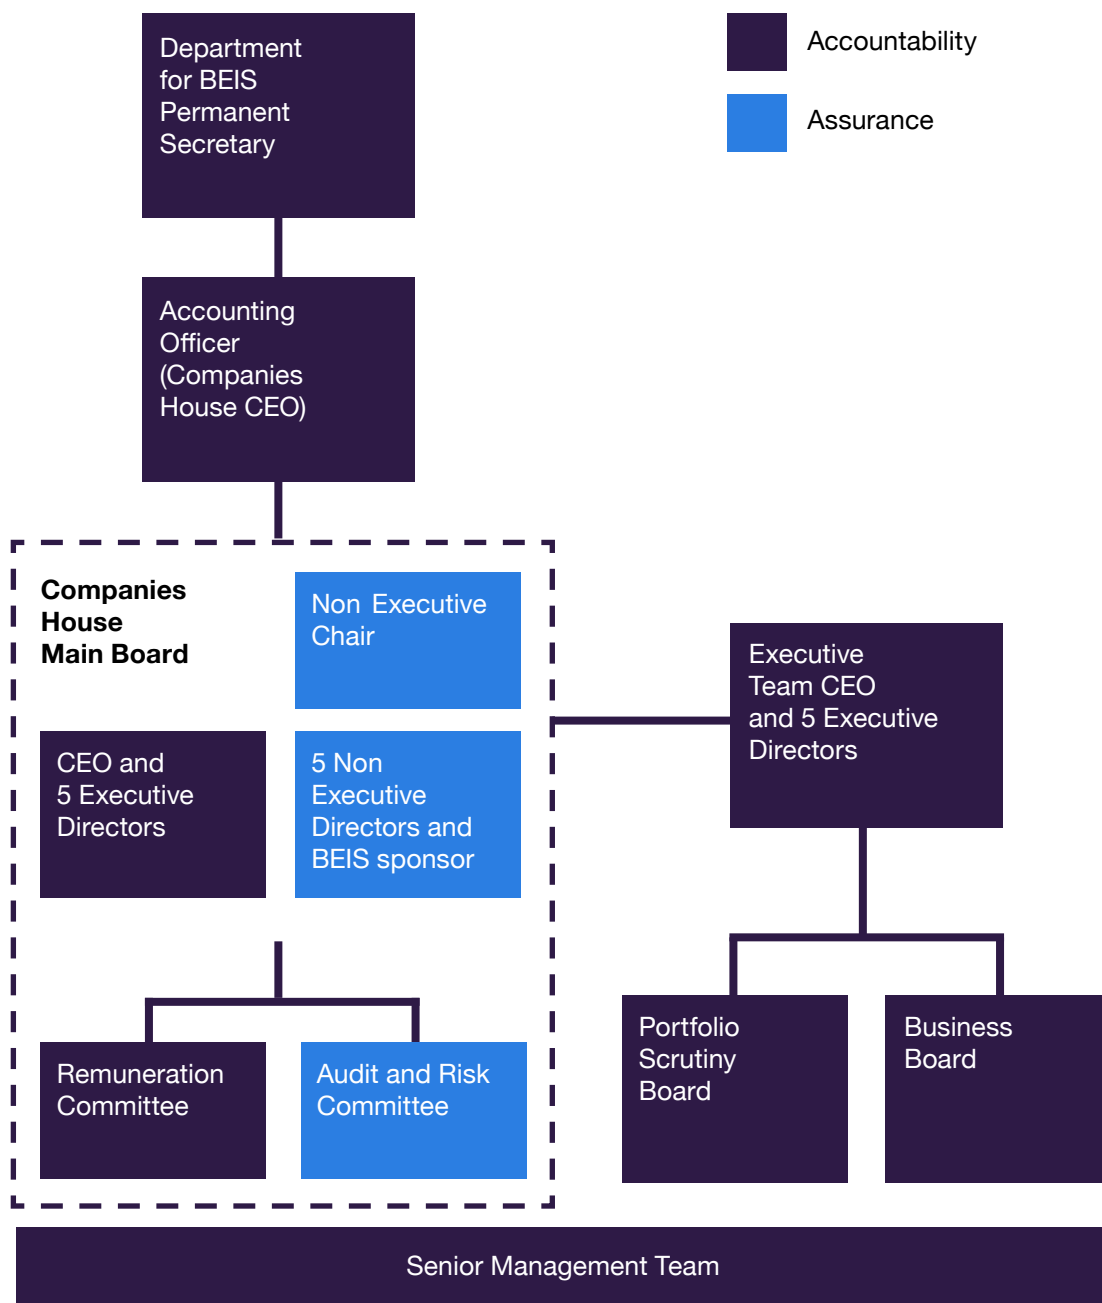 Department
for BEIS
Permanent
Secretary
Accountability
Assurance
Accounting
Officer
(Companies
House CEO)
Companies
House
Main Board
Non Executive
Chair
CEO and
5 Executive
Directors
5 Non
Executive
Directors and
BEIS sponsor
Executive
Team CEO
and 5 Executive
Directors
Remuneration
Committee
Audit and Risk
Committee
Portfolio
Scrutiny
Board
Business
Board
Senior Management Team